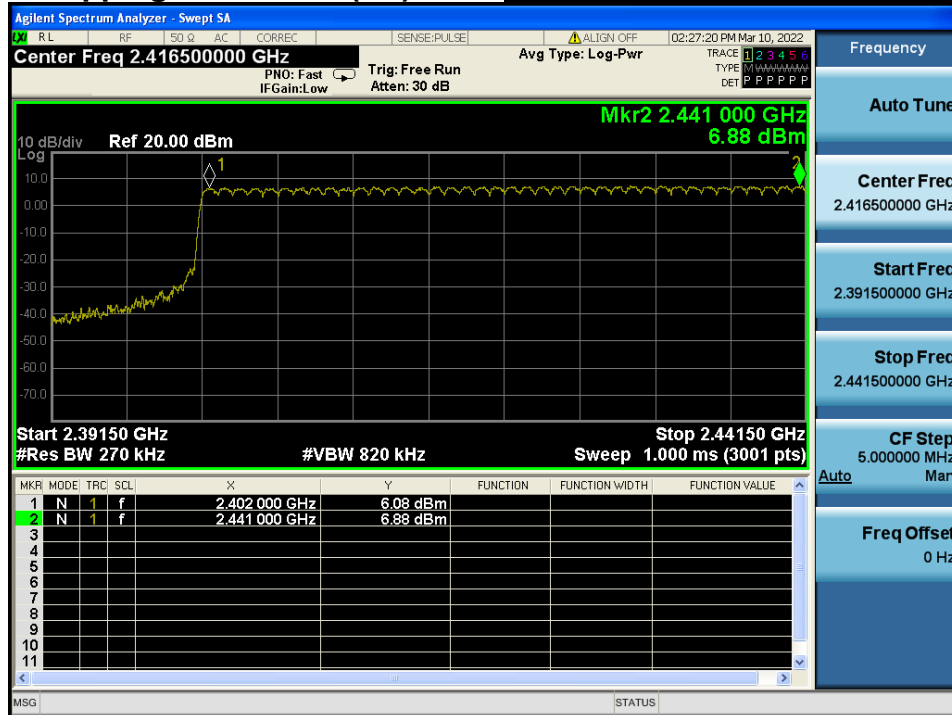 Agilent Spectrum Analyzer - Swept SA
LXI RL RF 50 Ω AC CORREC SENSE:PULSE ALIGN OFF 02:27:20 PM Mar 10, 2022
Center Freq 2.416500000 GHz
PNO: Fast
IFGain:Low
Trig: Free Run
Atten: 30 dB
Avg Type: Log-Pwr
TRACE 1 2 3 4 5 6
TYPE M W W W W W
DET P P P P P P
Mkr2 2.441 000 GHz
6.88 dBm
10 dB/div Ref 20.00 dBm
Log
1
2
10.0
0.00
-10.0
-20.0
-30.0
-40.0
-50.0
-60.0
-70.0
Start 2.39150 GHz Stop 2.44150 GHz
#Res BW 270 kHz #VBW 820 kHz Sweep 1.000 ms (3001 pts)
MKR MODE TRC SCL X Y FUNCTION FUNCTION WIDTH FUNCTION VALUE
1 N 1 f 2.402 000 GHz 6.08 dBm
2 N 1 f 2.441 000 GHz 6.88 dBm
3
4
5
6
7
8
9
10
11
MSG STATUS
Frequency
Auto Tune
Center Freq
2.416500000 GHz
Start Freq
2.391500000 GHz
Stop Freq
2.441500000 GHz
CF Step
5.000000 MHz
Auto Man
Freq Offset
0 Hz